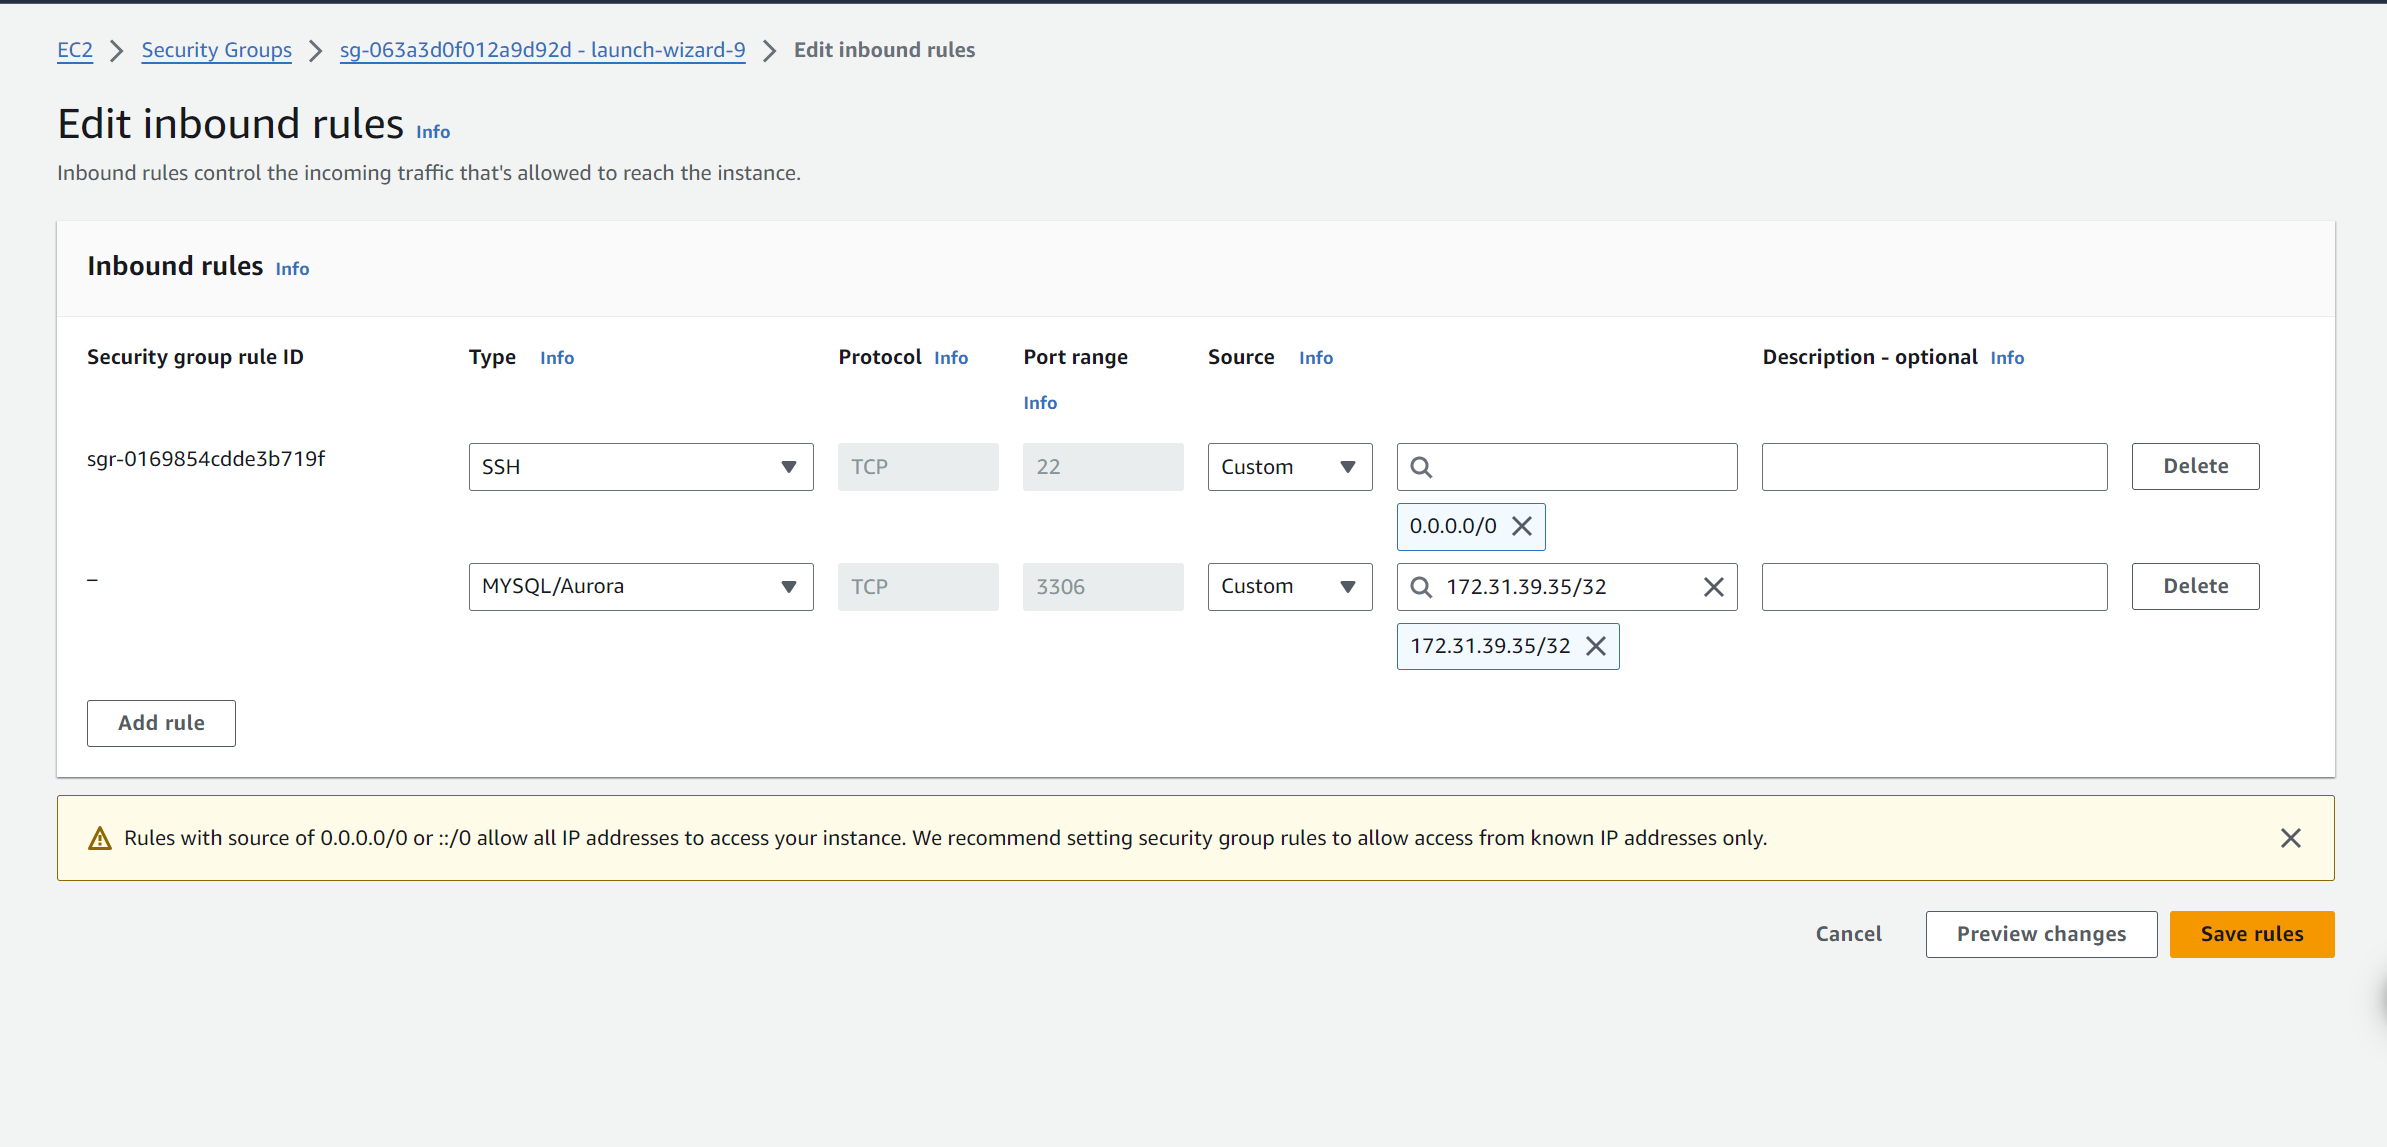 EC2 > Security Groups > sg-063a3d0f012a9d92d - launch-wizard-9 > Edit inbound rules
Edit inbound rules Info
Inbound rules control the incoming traffic that's allowed to reach the instance.
Inbound rules Info
Security group rule ID Type Info Protocol Info Port range Source Info Description - optional Info
Info
sgr-0169854cdde3b719f SSH TCP 22 Custom Delete
0.0.0.0/0
– MYSQL/Aurora TCP 3306 Custom 172.31.39.35/32 Delete
172.31.39.35/32
Add rule
Rules with source of 0.0.0.0/0 or ::/0 allow all IP addresses to access your instance. We recommend setting security group rules to allow access from known IP addresses only.
Cancel Preview changes Save rules